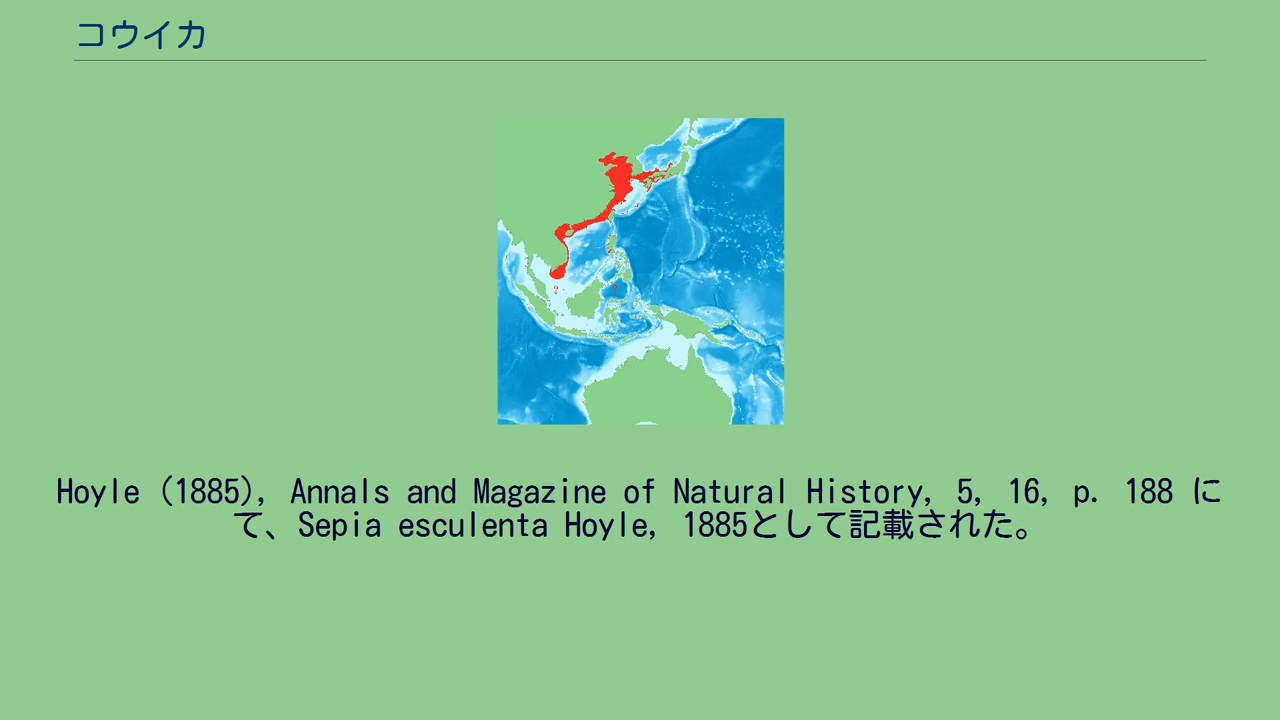 コウイカ
Hoyle (1885), Annals and Magazine of Natural History, 5, 16, p. 188 に
て、Sepia esculenta Hoyle, 1885として記載された。